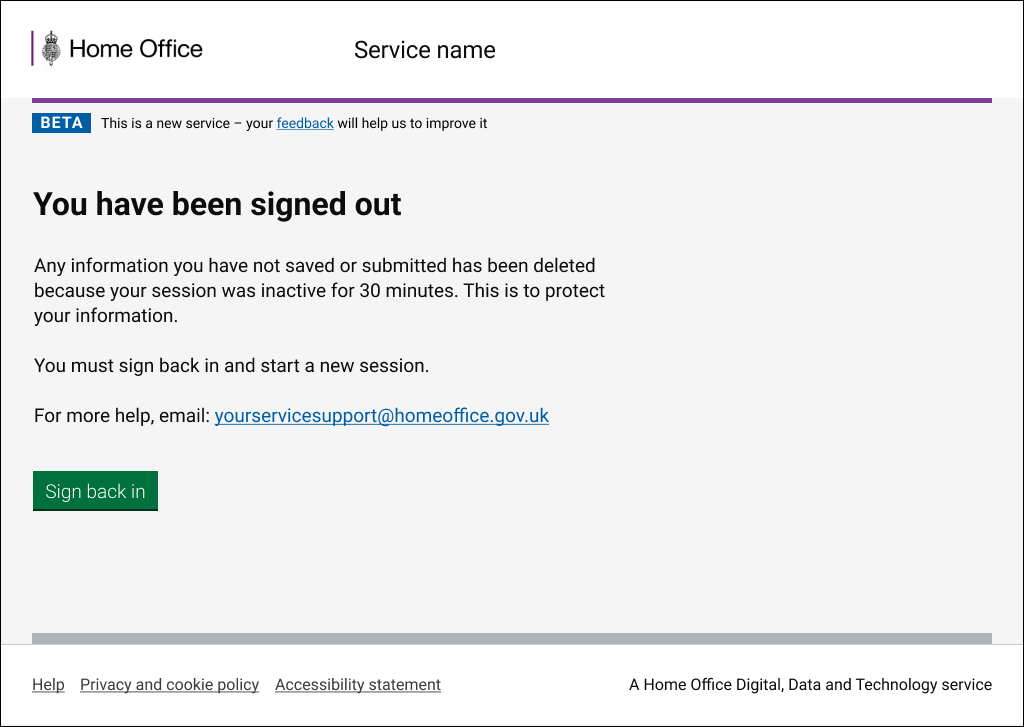 Home Office
Service name
BETA This is a new service – your feedback will help us to improve it
You have been signed out
Any information you have not saved or submitted has been deleted
because your session was inactive for 30 minutes. This is to protect
your information.
You must sign back in and start a new session.
For more help, email: yourservicesupport@homeoffice.gov.uk
Sign back in
Help Privacy and cookie policy Accessibility statement A Home Office Digital, Data and Technology service